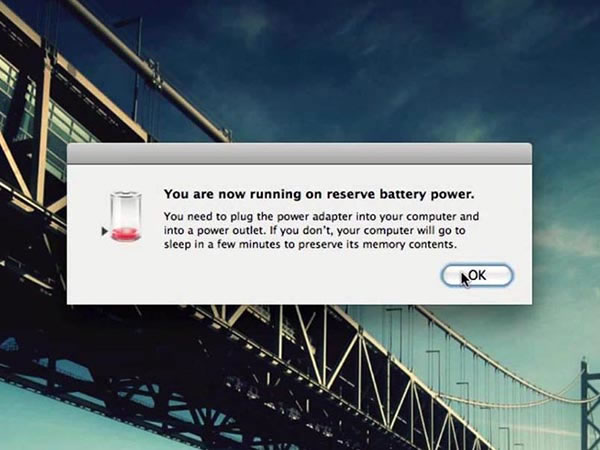 You are now running on reserve battery power.
You need to plug the power adapter into your computer and
into a power outlet. If you don't, your computer will go to
sleep in a few minutes to preserve its memory contents.
OK